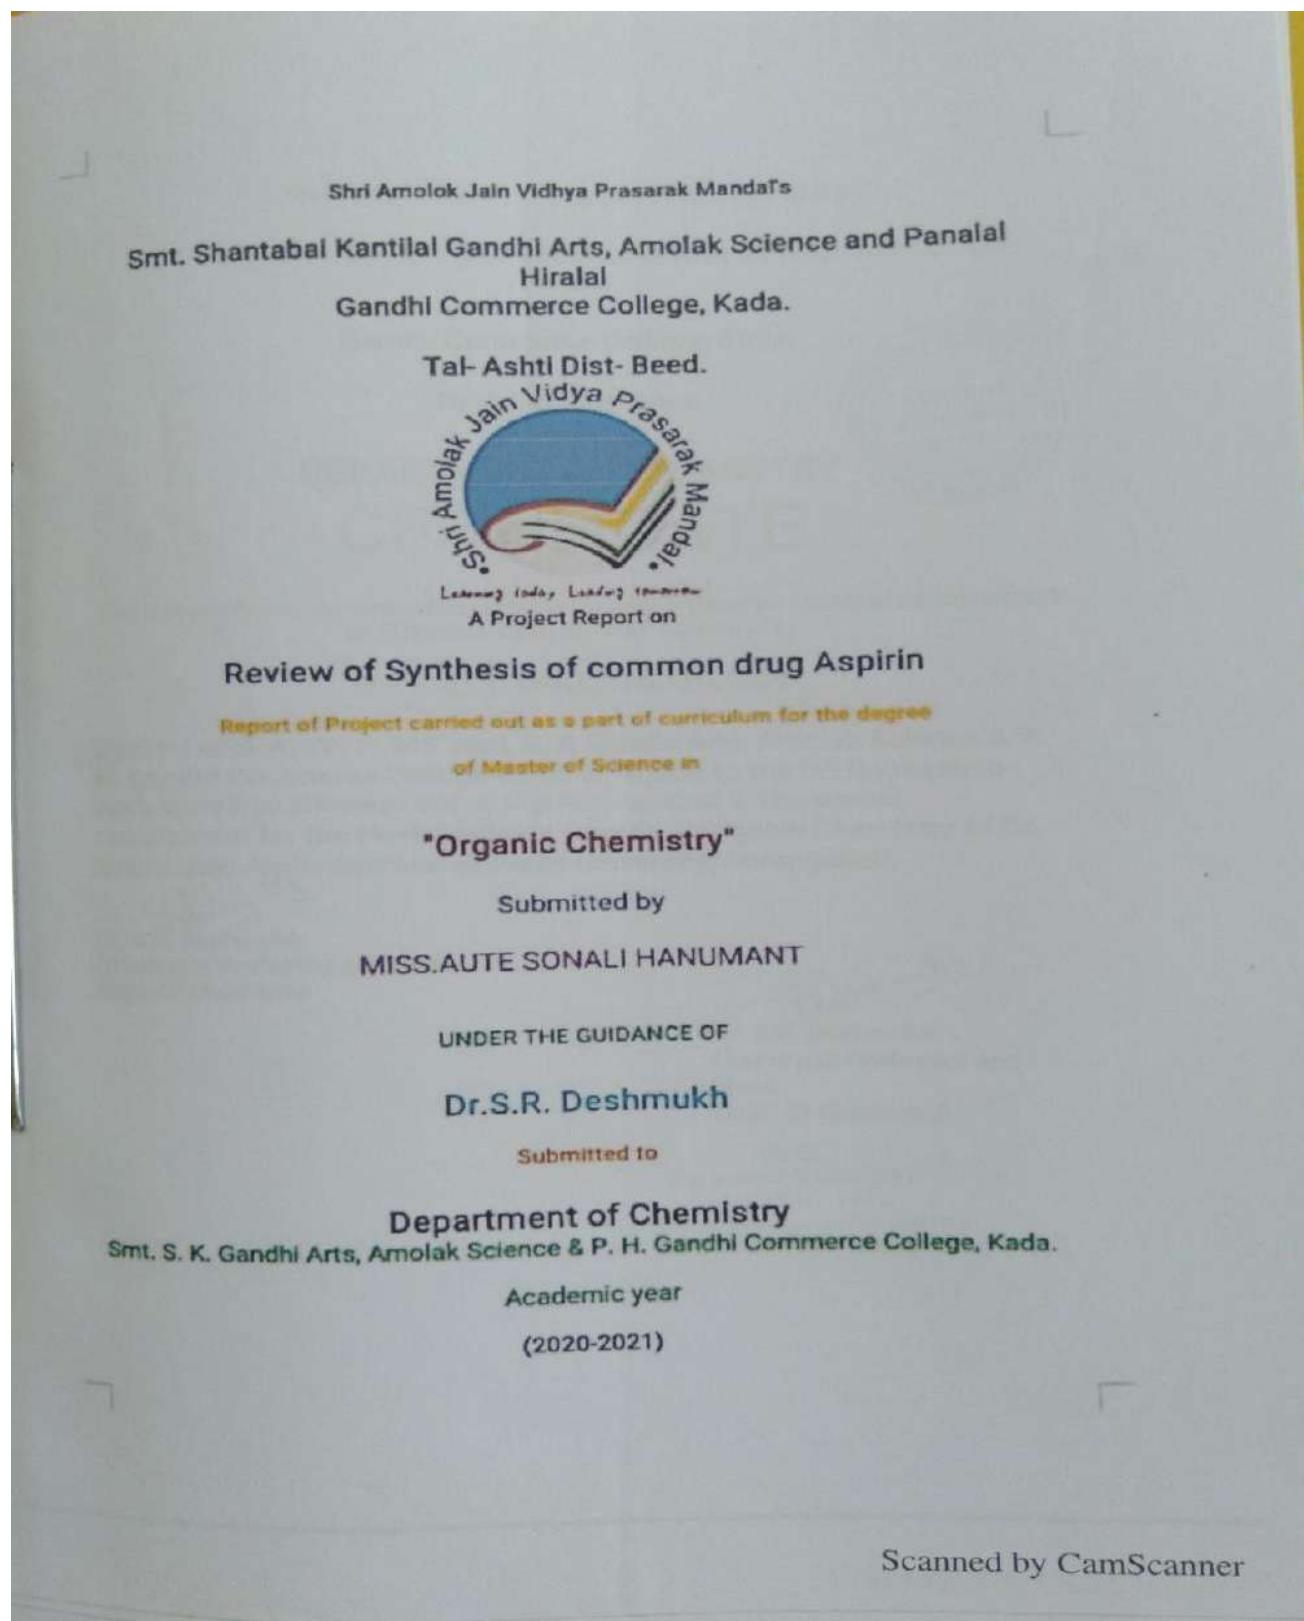 Shri Amolok Jain Vidhya Prasarak Mandal's
Smt. Shantabai Kantilal Gandhi Arts, Amolak Science and Panalal
Hiralal
Gandhi Commerce College, Kada.
Tal- Ashti Dist- Beed.
•Shri Amolak Jain Vidya Prasarak Mandal•
Learning today, Leading tomorrow
A Project Report on
Review of Synthesis of common drug Aspirin
Report of Project carried out as a part of curriculum for the degree
of Master of Science in
"Organic Chemistry"
Submitted by
MISS.AUTE SONALI HANUMANT
UNDER THE GUIDANCE OF
Dr.S.R. Deshmukh
Submitted to
Department of Chemistry
Smt. S. K. Gandhi Arts, Amolak Science & P. H. Gandhi Commerce College, Kada.
Academic year
(2020-2021)
Scanned by CamScanner